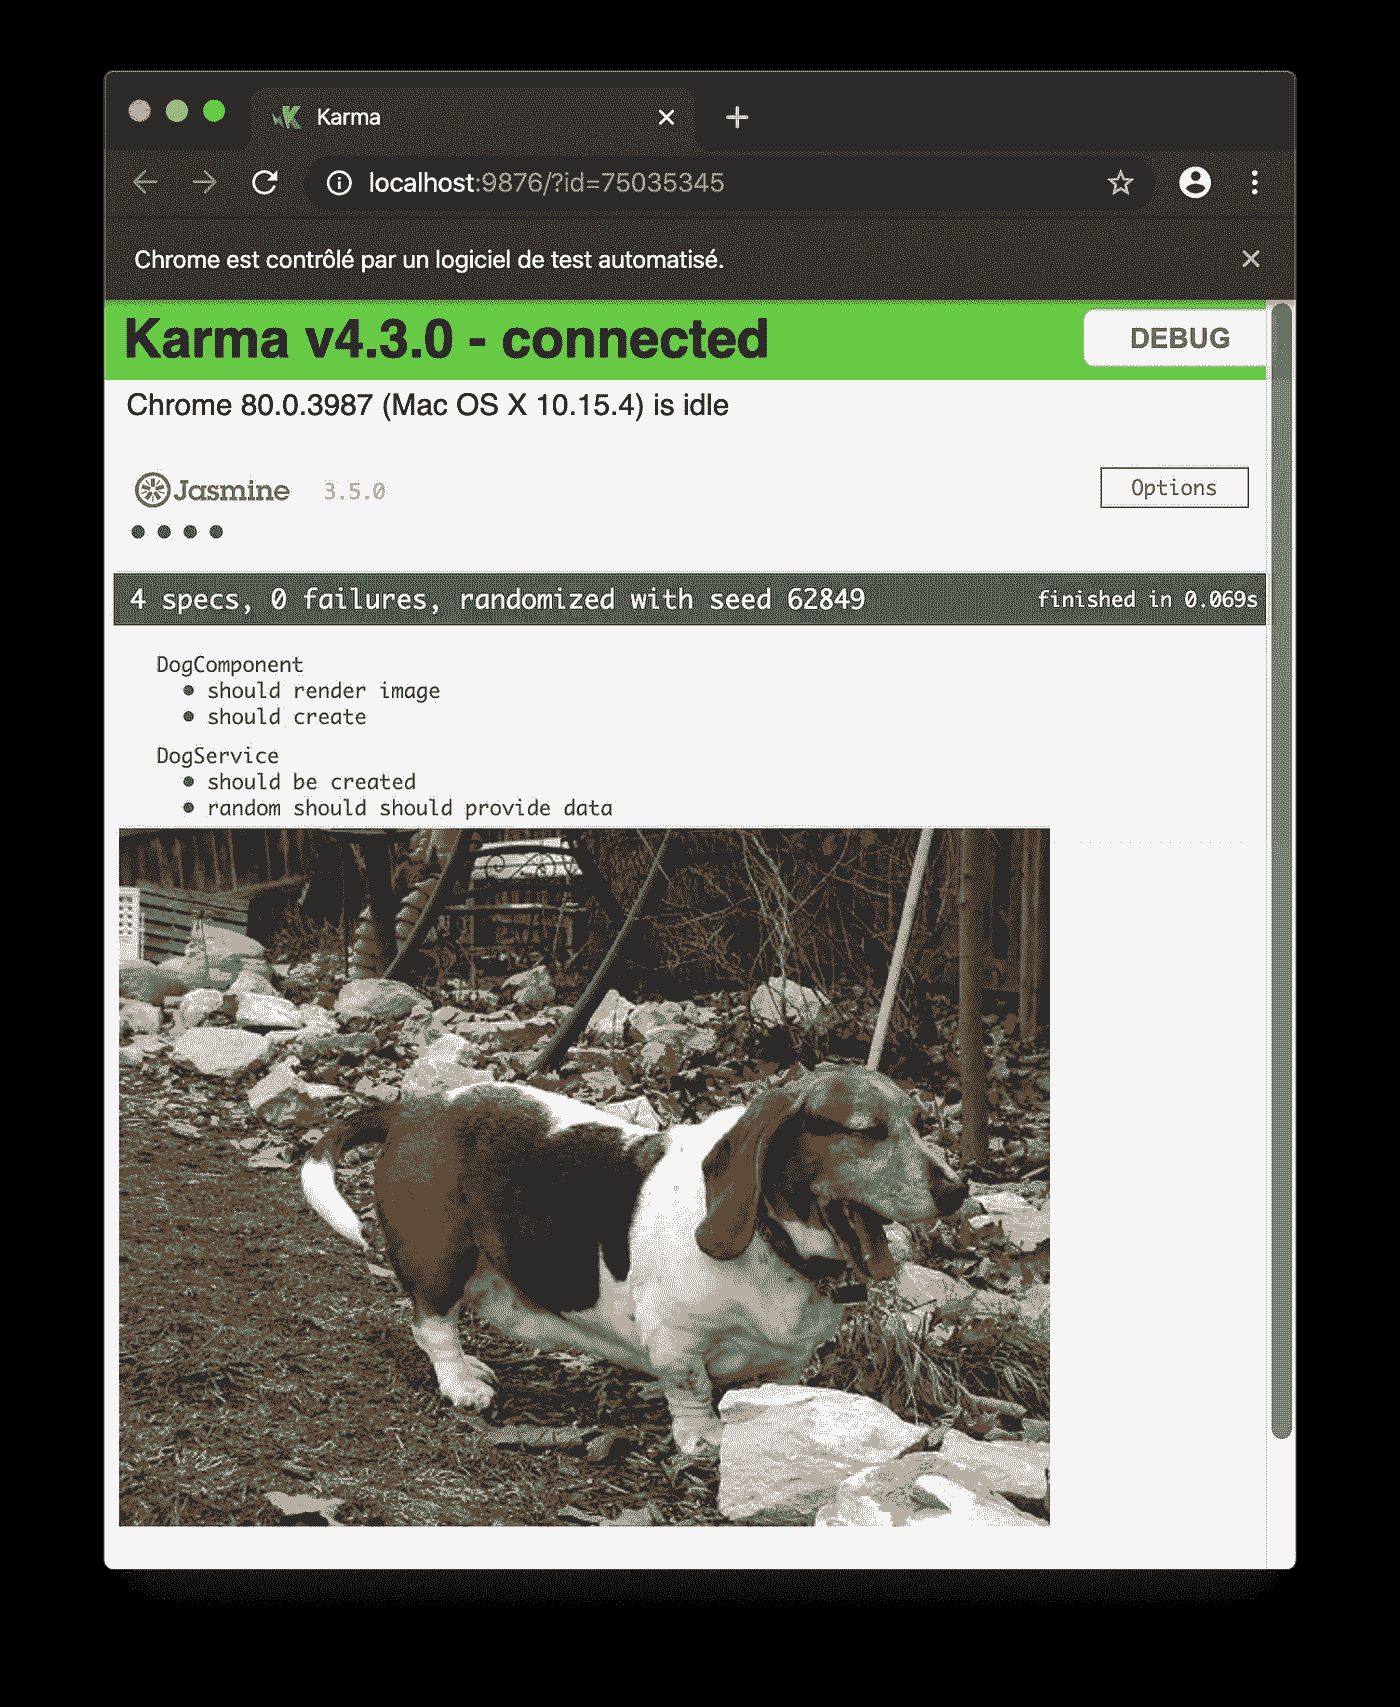 Karma
localhost:9876/?id=75035345
Chrome est contrôlé par un logiciel de test automatisé.
Karma v4.3.0 - connected
DEBUG
Chrome 80.0.3987 (Mac OS X 10.15.4) is idle
Jasmine 3.5.0
Options
4 specs, 0 failures, randomized with seed 62849
finished in 0.069s
DogComponent
• should render image
• should create
DogService
• should be created
• random should should provide data